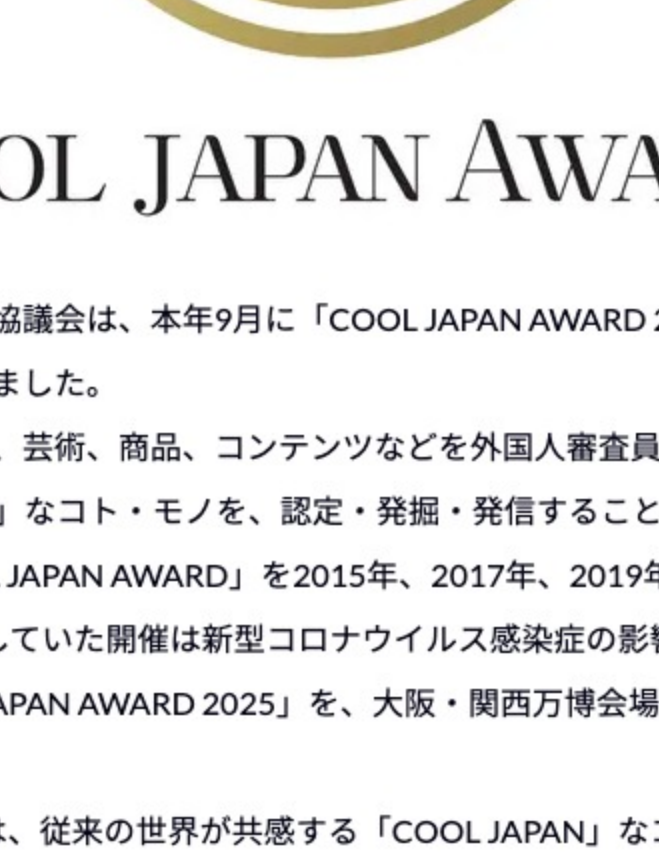 OL JAPAN AWA
協議会は、本年9月に「COOL JAPAN AWARD 2
ました。
、芸術、商品、コンテンツなどを外国人審査員
」なコト・モノを、認定・発掘・発信すること
JAPAN AWARD」を2015年、2017年、2019年
していた開催は新型コロナウイルス感染症の影響
APAN AWARD 2025」を、大阪・関西万博会場
は、従来の世界が共感する「COOL JAPAN」なコ